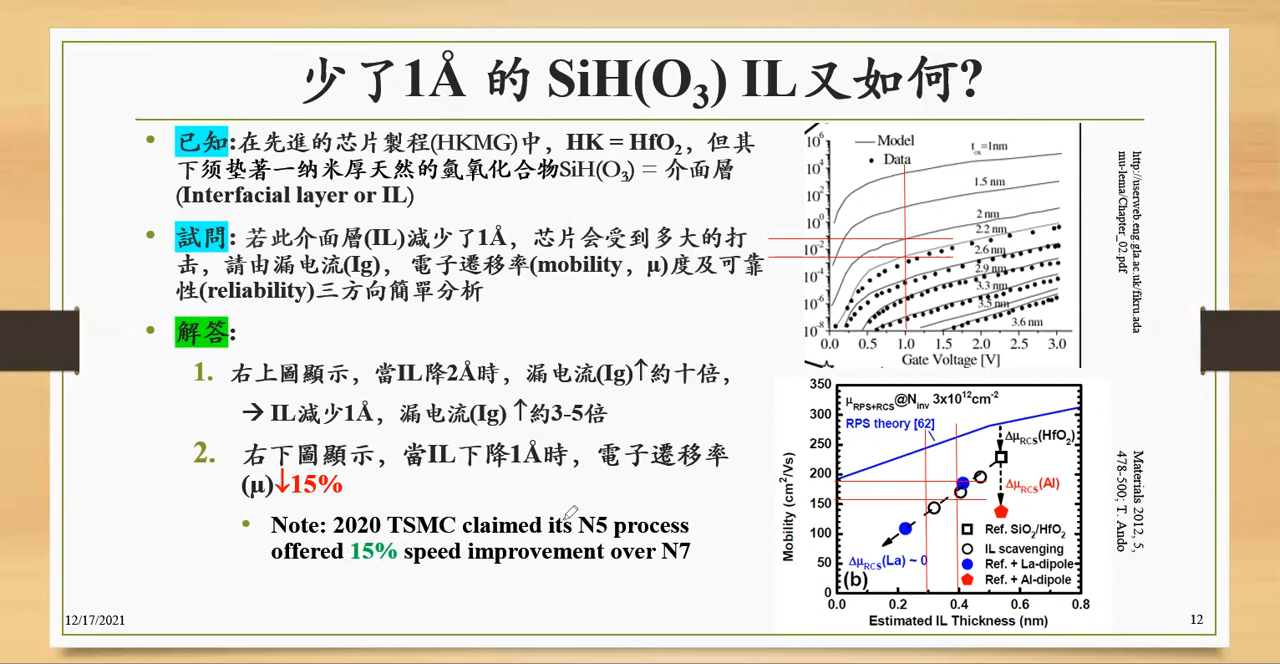 少了1Å 的 SiH(O₃) IL又如何?
• 已知:在先進的芯片製程(HKMG)中，HK = HfO₂，但其
下须垫著一纳米厚天然的氫氧化合物SiH(O₃) = 介面層
(Interfacial layer or IL)
• 試問: 若此介面層(IL)減少了1Å，芯片会受到多大的打
击，請由漏电流(Ig)， 電子遷移率(mobility，μ)度及可靠
性(reliability)三方向簡單分析
• 解答:
1. 右上圖顯示，當IL降2Å時，漏电流(Ig)↑約十倍，
→ IL減少1Å，漏电流(Ig) ↑約3-5倍
2. 右下圖顯示，當IL下降1Å時，電子遷移率
(μ)↓15%
• Note: 2020 TSMC claimed its N5 process
offered 15% speed improvement over N7
12/17/2021
10⁶
10⁴
10²
10⁰
10⁻²
10⁻⁴
10⁻⁶
10⁻⁸
Model
Data
t_ox=1nm
1.5 nm
2 nm
2.2 nm
2.6 nm
2.9 nm
3.3 nm
3.5 nm
3.6 nm
0.0 0.5 1.0 1.5 2.0 2.5 3.0
Gate Voltage [V]
http://userweb.eng.gla.ac.uk/fikru.ada
mu-lema/Chapter_02.pdf
Mobility (cm²/Vs)
350
300
250
200
150
100
50
0
μRPS+RCS@Ninv 3x10¹²cm⁻²
RPS theory [62]
ΔμRCS(HfO₂)
ΔμRCS(Al)
Ref. SiO₂/HfO₂
IL scavenging
Ref. + La-dipole
Ref. + Al-dipole
ΔμRCS(La) ~ 0
(b)
0.0 0.2 0.4 0.6 0.8
Estimated IL Thickness (nm)
Materials 2012, 5,
478-500; T. Ando
12